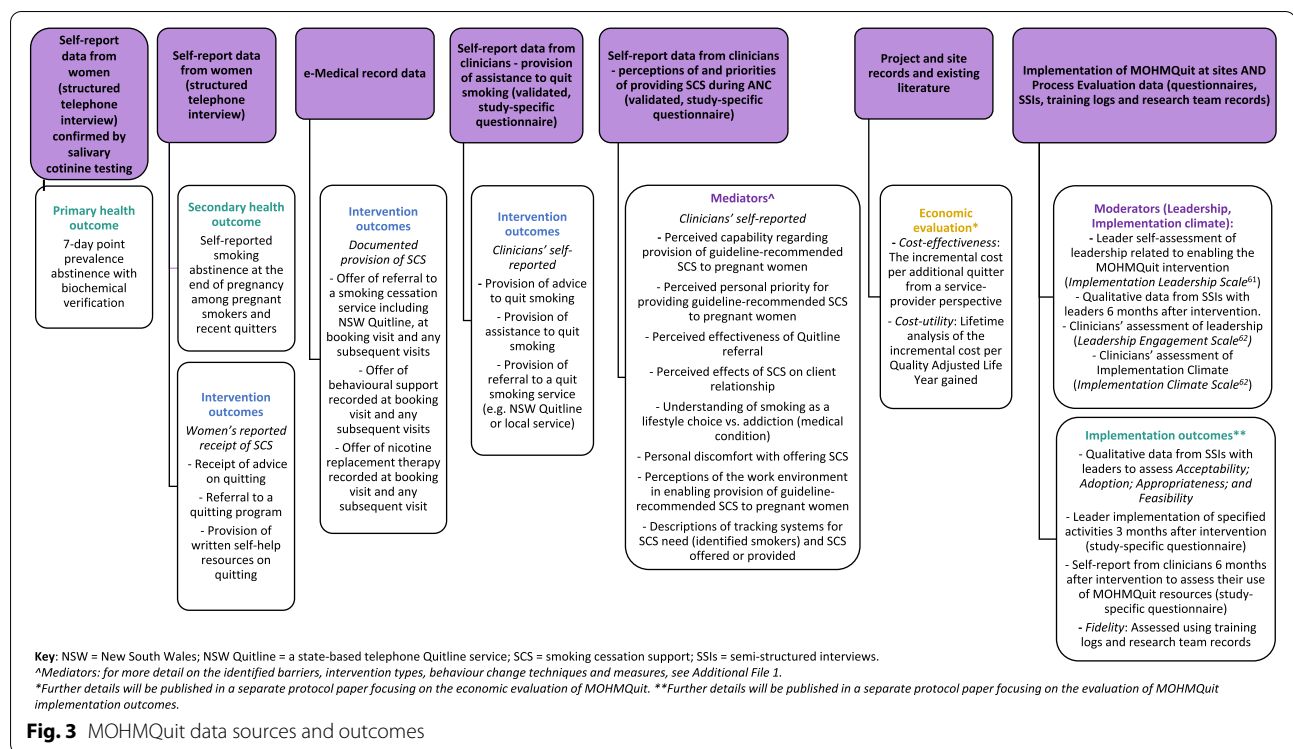 Self-report
data from
women
(structured
telephone
interview)
confirmed by
salivary
cotinine testing
Primary health
outcome
7-day point
prevalence
abstinence with
biochemical
verification
Self-report data
from women
(structured
telephone
interview)
Secondary health
outcome
Self-reported
smoking
abstinence at the
end of pregnancy
among pregnant
smokers and
recent quitters
Intervention
outcomes
Women's reported
receipt of SCS
- Receipt of advice
on quitting
- Referral to a
quitting program
- Provision of
written self-help
resources on
quitting
e-Medical record data
Intervention
outcomes
Documented
provision of SCS
- Offer of referral to
a smoking cessation
service including
NSW Quitline, at
booking visit and any
subsequent visits
- Offer of
behavioural support
recorded at booking
visit and any
subsequent visits
- Offer of nicotine
replacement therapy
recorded at booking
visit and any
subsequent visit
Self-report data from
clinicians - provision
of assistance to quit
smoking (validated,
study-specific
questionnaire)
Intervention
outcomes
Clinicians' self-
reported
- Provision of advice
to quit smoking
- Provision of
assistance to quit
smoking
- Provision of
referral to a quit
smoking service
(e.g. NSW Quitline
or local service)
Self-report data from clinicians
- perceptions of and priorities
of providing SCS during ANC
(validated, study-specific
questionnaire)
Mediators^
Clinicians' self-reported
- Perceived capability regarding
provision of guideline-recommended
SCS to pregnant women
- Perceived personal priority for
providing guideline-recommended SCS
to pregnant women
- Perceived effectiveness of Quitline
referral
- Perceived effects of SCS on client
relationship
- Understanding of smoking as a
lifestyle choice vs. addiction (medical
condition)
- Personal discomfort with offering SCS
- Perceptions of the work environment
in enabling provision of guideline-
recommended SCS to pregnant women
- Descriptions of tracking systems for
SCS need (identified smokers) and SCS
offered or provided
Project and site
records and existing
literature
Economic
evaluation*
- Cost-effectiveness:
The incremental cost
per additional quitter
from a service-
provider perspective
- Cost-utility: Lifetime
analysis of the
incremental cost per
Quality Adjusted Life
Year gained
Implementation of MOHMQuit at sites AND
Process Evaluation data (questionnaires,
SSIs, training logs and research team records)
Moderators (Leadership,
Implementation climate):
- Leader self-assessment of
leadership related to enabling the
MOHMQuit intervention
(Implementation Leadership Scale61)
- Qualitative data from SSIs with
leaders 6 months after intervention.
- Clinicians' assessment of leadership
(Leadership Engagement Scale62)
- Clinicians' assessment of
Implementation Climate
(Implementation Climate Scale62)
Implementation outcomes**
- Qualitative data from SSIs with
leaders to assess Acceptability;
Adoption; Appropriateness; and
Feasibility
- Leader implementation of specified
activities 3 months after intervention
(study-specific questionnaire)
- Self-report from clinicians 6 months
after intervention to assess their use
of MOHMQuit resources (study-
specific questionnaire)
- Fidelity: Assessed using training
logs and research team records
Key: NSW = New South Wales; NSW Quitline = a state-based telephone Quitline service; SCS = smoking cessation support; SSIs = semi-structured interviews.
^Mediators: for more detail on the identified barriers, intervention types, behaviour change techniques and measures, see Additional File 1.
*Further details will be published in a separate protocol paper focusing on the economic evaluation of MOHMQuit. **Further details will be published in a separate protocol paper focusing on the evaluation of MOHMQuit
implementation outcomes.
Fig. 3 MOHMQuit data sources and outcomes